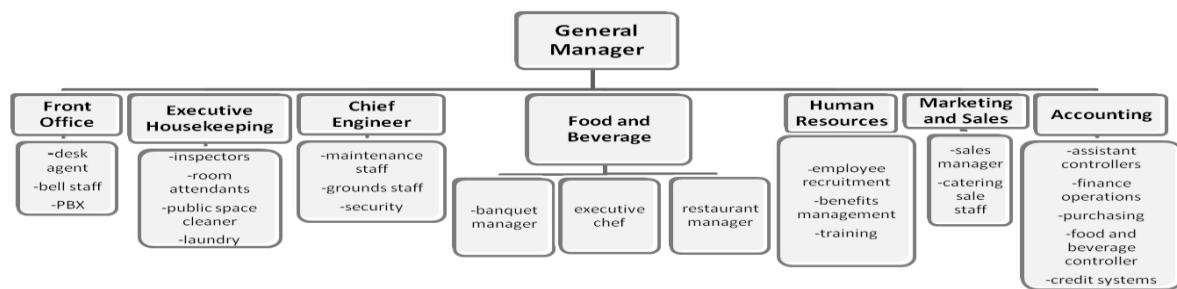 General
Manager
Front
Office
Executive
Housekeeping
Chief
Engineer
Food and
Beverage
Human
Resources
Marketing
and Sales
Accounting
-desk
agent
-bell staff
-PBX
-inspectors
-room
attendants
-public space
cleaner
-laundry
-maintenance
staff
-grounds staff
-security
-banquet
manager
executive
chef
restaurant
manager
-employee
recruitment
-benefits
management
-training
-sales
manager
-catering
sale
staff
-assistant
controllers
-finance
operations
-purchasing
-food and
beverage
controller
-credit systems